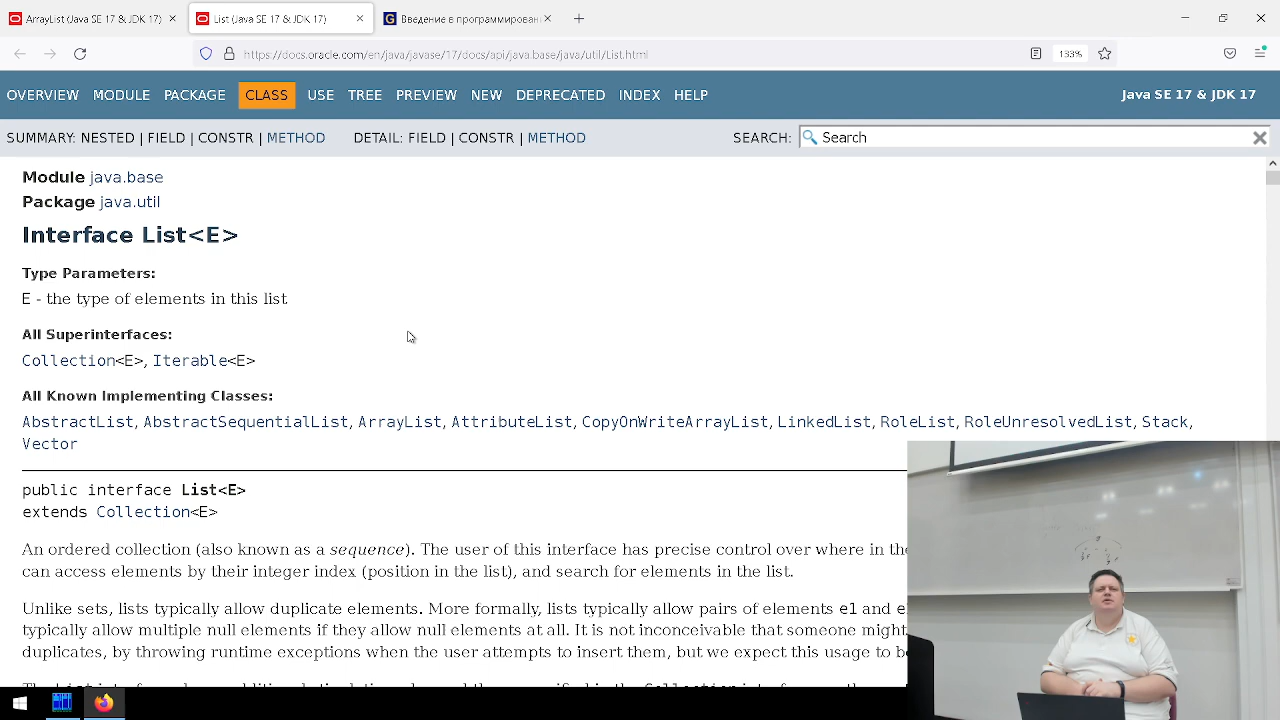 ArrayList (Java SE 17 & JDK 17)
List (Java SE 17 & JDK 17)
Введение в программирован
https://docs.oracle.com/en/java/javase/17/docs/api/java.base/java/util/List.html
133%
OVERVIEW MODULE PACKAGE CLASS USE TREE PREVIEW NEW DEPRECATED INDEX HELP
Java SE 17 & JDK 17
SUMMARY: NESTED | FIELD | CONSTR | METHOD DETAIL: FIELD | CONSTR | METHOD
SEARCH: Search
Module java.base
Package java.util
Interface List<E>
Type Parameters:
E - the type of elements in this list
All Superinterfaces:
Collection<E>, Iterable<E>
All Known Implementing Classes:
AbstractList, AbstractSequentialList, ArrayList, AttributeList, CopyOnWriteArrayList, LinkedList, RoleList, RoleUnresolvedList, Stack,
Vector
public interface List<E>
extends Collection<E>
An ordered collection (also known as a sequence). The user of this interface has precise control over where in the
can access elements by their integer index (position in the list), and search for elements in the list.
Unlike sets, lists typically allow duplicate elements. More formally, lists typically allow pairs of elements e1 and e
typically allow multiple null elements if they allow null elements at all. It is not inconceivable that someone might
duplicates, by throwing runtime exceptions when the user attempts to insert them, but we expect this usage to be